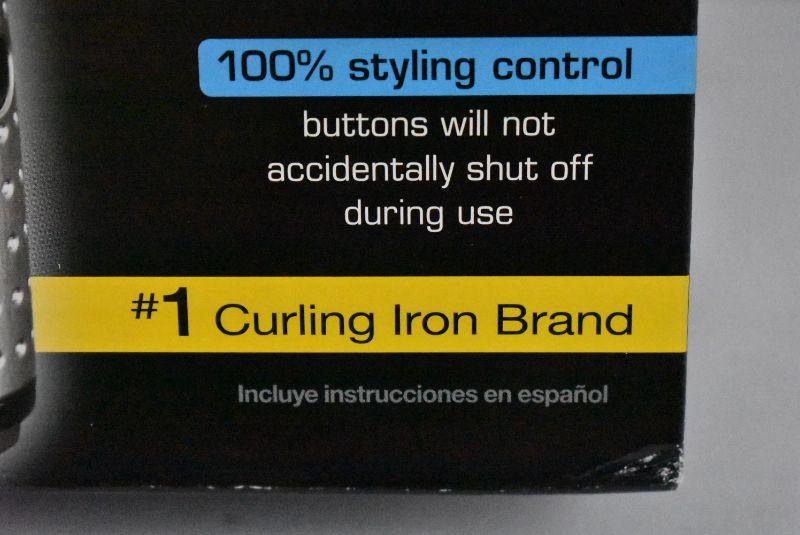 100% styling control
buttons will not
accidentally shut off
during use
#1 Curling Iron Brand
Incluye instrucciones en español